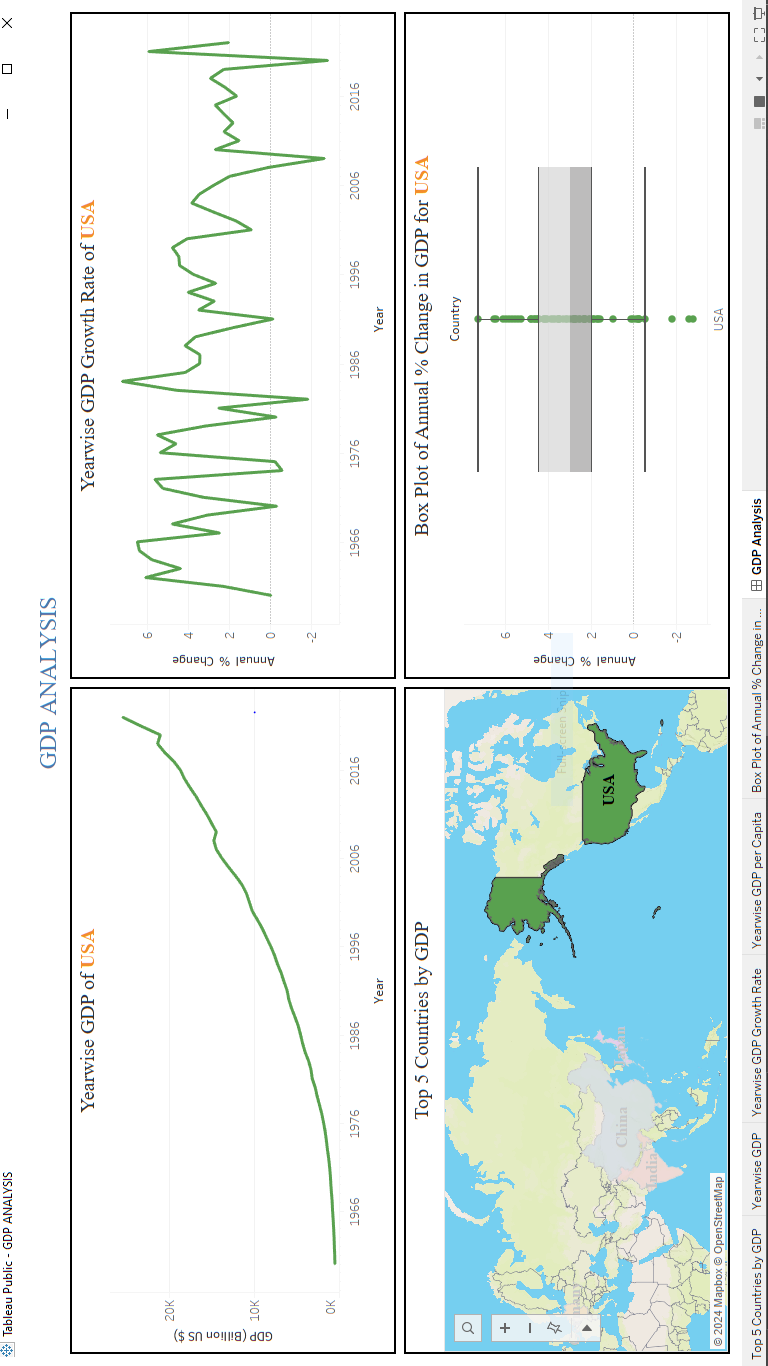 Tableau Public - GDP ANALYSIS
GDP ANALYSIS
Yearwise GDP of USA
GDP (Billion US $)
20K
10K
0K
1966 1976 1986 1996 2006 2016
Year
Yearwise GDP Growth Rate of USA
Annual % Change
6
4
2
0
-2
1966 1976 1986 1996 2006 2016
Year
Top 5 Countries by GDP
USA
China
Japan
India
© 2024 Mapbox © OpenStreetMap
Box Plot of Annual % Change in GDP for USA
Country
Annual % Change
6
4
2
0
-2
USA
Top 5 Countries by GDP Yearwise GDP Yearwise GDP Growth Rate Yearwise GDP per Capita Box Plot of Annual % Change in ... GDP Analysis